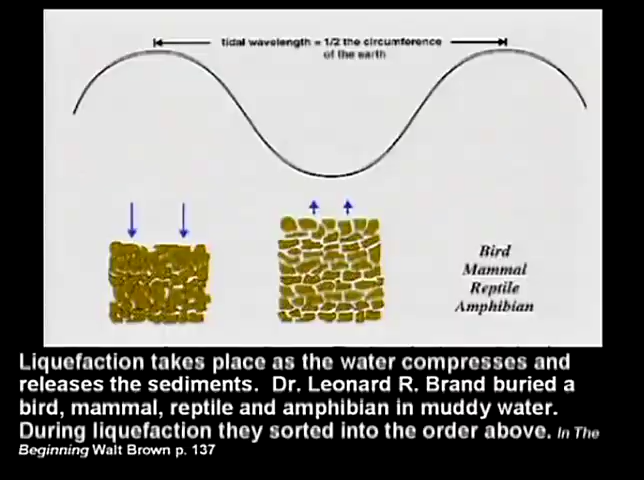 tidal wavelength = 1/2 the circumference
of the earth
Bird
Mammal
Reptile
Amphibian
Liquefaction takes place as the water compresses and
releases the sediments.  Dr. Leonard R. Brand buried a
bird, mammal, reptile and amphibian in muddy water.
During liquefaction they sorted into the order above. In The
Beginning Walt Brown p. 137